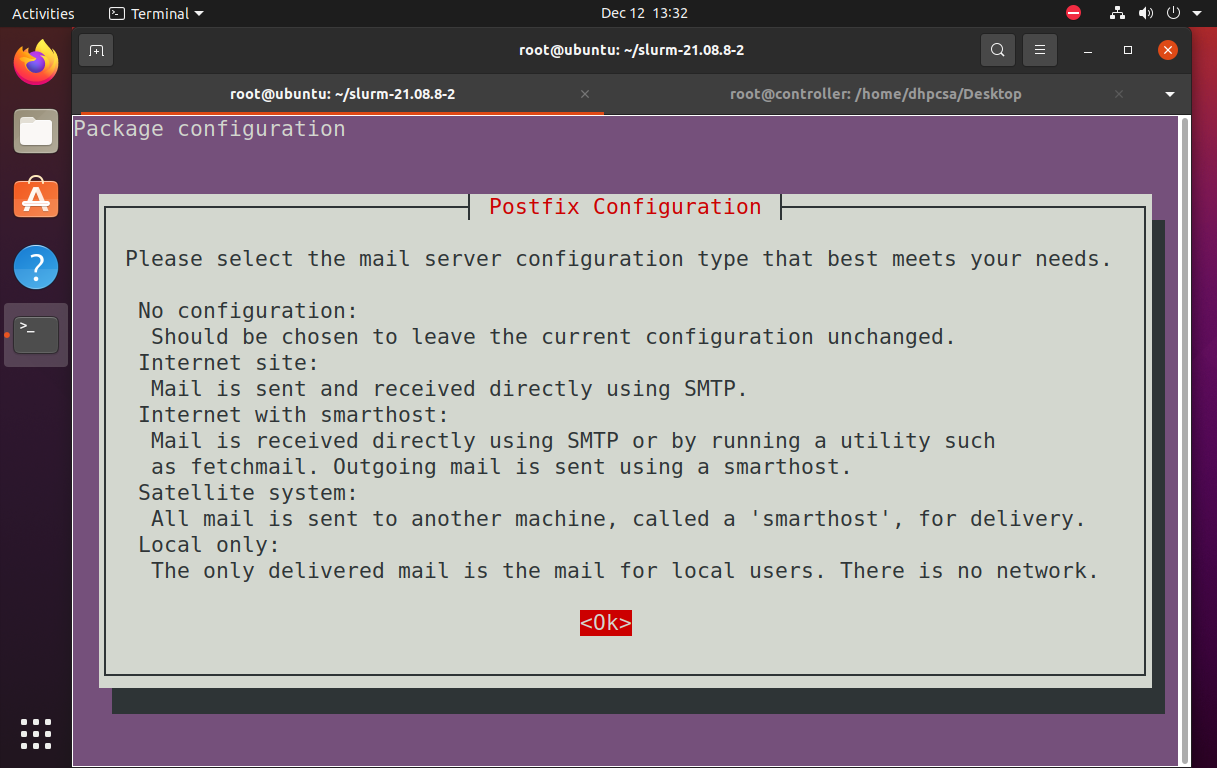 Activities
Terminal
Dec 12 13:32
root@ubuntu: ~/slurm-21.08.8-2
root@ubuntu: ~/slurm-21.08.8-2
root@controller: /home/dhpcsa/Desktop
Package configuration
Postfix Configuration
Please select the mail server configuration type that best meets your needs.
No configuration:
Should be chosen to leave the current configuration unchanged.
Internet site:
Mail is sent and received directly using SMTP.
Internet with smarthost:
Mail is received directly using SMTP or by running a utility such
as fetchmail. Outgoing mail is sent using a smarthost.
Satellite system:
All mail is sent to another machine, called a 'smarthost', for delivery.
Local only:
The only delivered mail is the mail for local users. There is no network.
<Ok>